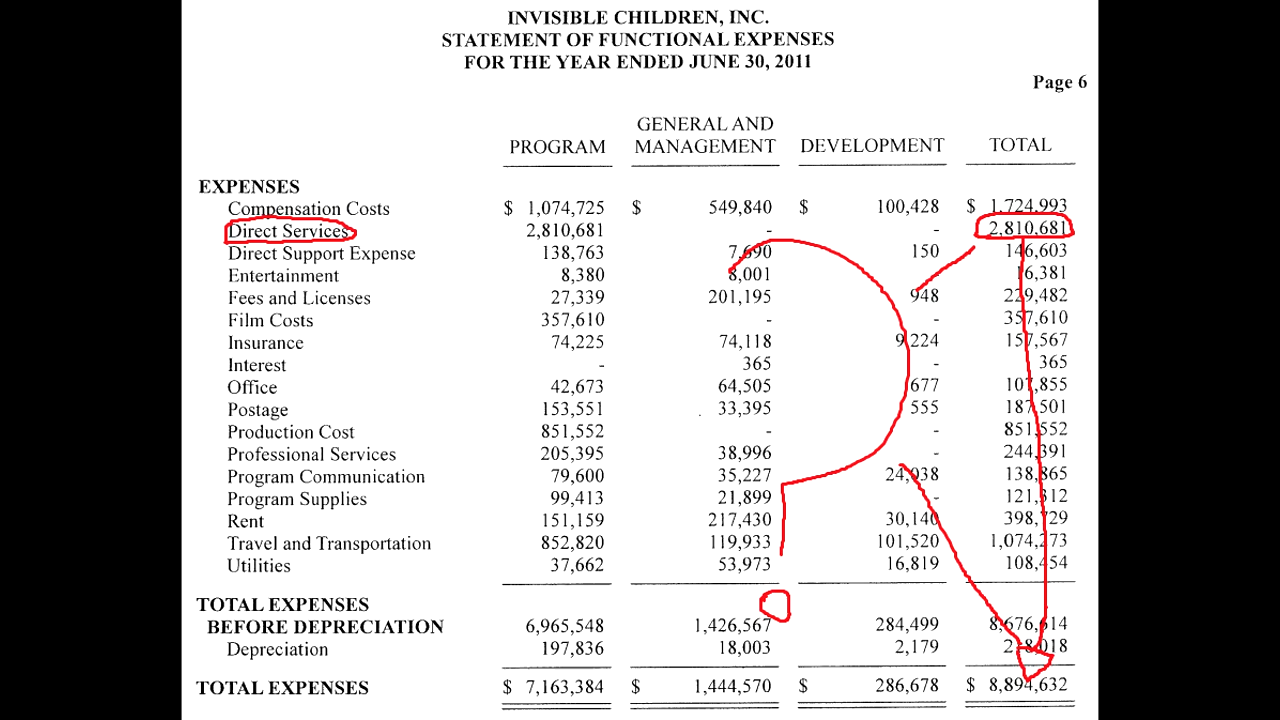 INVISIBLE CHILDREN, INC.
STATEMENT OF FUNCTIONAL EXPENSES
FOR THE YEAR ENDED JUNE 30, 2011
Page 6
GENERAL AND
PROGRAM MANAGEMENT DEVELOPMENT TOTAL
EXPENSES
Compensation Costs $ 1,074,725 $ 549,840 $ 100,428 $ 1,724,993
Direct Services 2,810,681 - - 2,810,681
Direct Support Expense 138,763 7,690 150 146,603
Entertainment 8,380 8,001 - 16,381
Fees and Licenses 27,339 201,195 948 229,482
Film Costs 357,610 - - 357,610
Insurance 74,225 74,118 9,224 157,567
Interest - 365 - 365
Office 42,673 64,505 677 107,855
Postage 153,551 33,395 555 187,501
Production Cost 851,552 - - 851,552
Professional Services 205,395 38,996 - 244,391
Program Communication 79,600 35,227 24,038 138,865
Program Supplies 99,413 21,899 - 121,312
Rent 151,159 217,430 30,140 398,729
Travel and Transportation 852,820 119,933 101,520 1,074,273
Utilities 37,662 53,973 16,819 108,454
TOTAL EXPENSES
BEFORE DEPRECIATION 6,965,548 1,426,567 284,499 8,676,614
Depreciation 197,836 18,003 2,179 218,018
TOTAL EXPENSES $ 7,163,384 $ 1,444,570 $ 286,678 $ 8,894,632